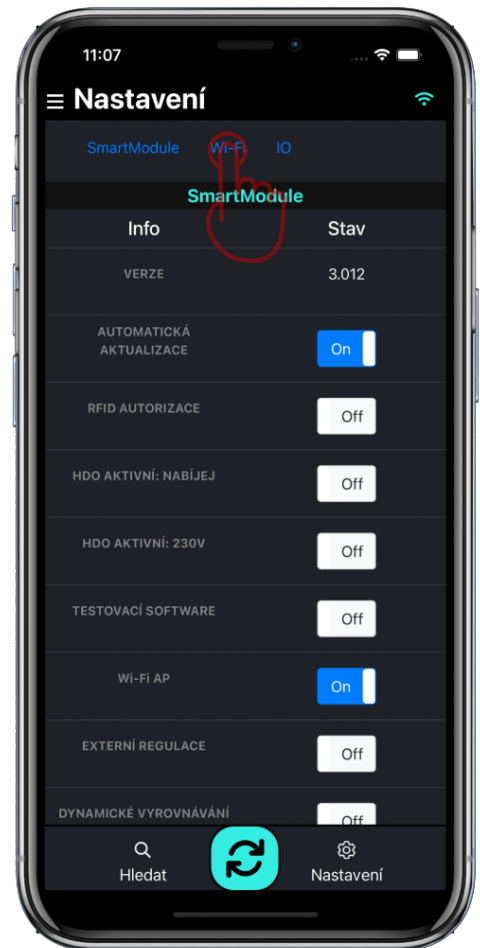 11:07
Nastavení
SmartModule Wi-Fi IO
SmartModule
Info Stav
VERZE 3.012
AUTOMATICKÁ
AKTUALIZACE On
RFID AUTORIZACE Off
HDO AKTIVNÍ: NABÍJEJ Off
HDO AKTIVNÍ: 230V Off
TESTOVACÍ SOFTWARE Off
Wi-Fi AP On
EXTERNÍ REGULACE Off
DYNAMICKÉ VYROVNÁVÁNÍ Off
Hledat Nastavení